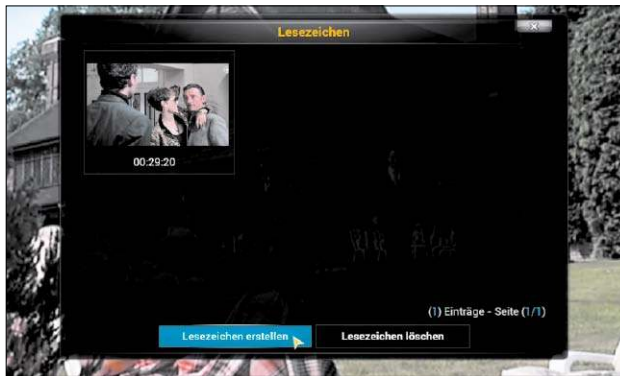 Lesezeichen
00:29:20
(1) Einträge - Seite (1/1)
Lesezeichen erstellen
Lesezeichen löschen